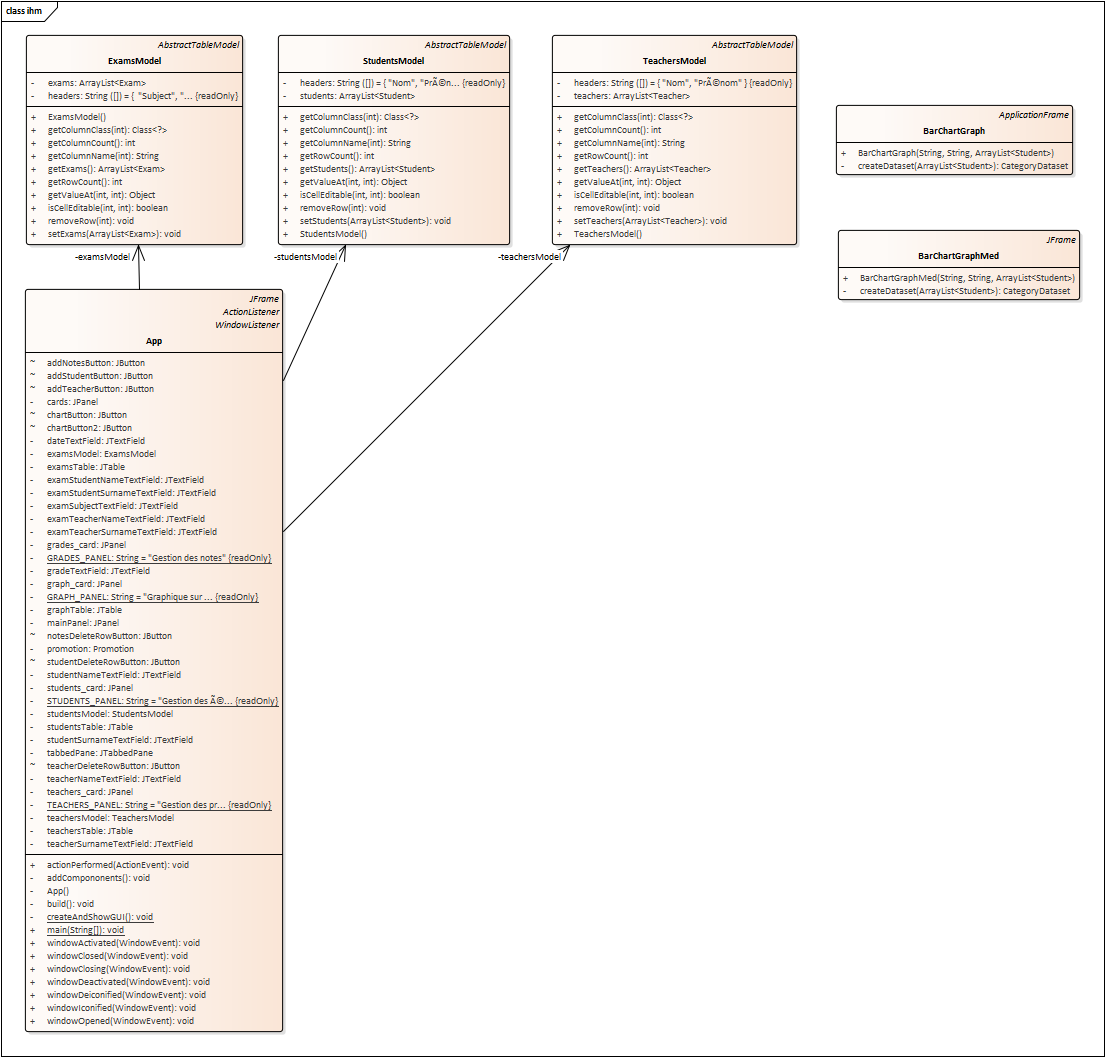 class ihm
AbstractTableModel
ExamsModel
- exams: ArrayList<Exam>
- headers: String ([]) = { "Subject", "... {readOnly}
+ ExamsModel()
+ getColumnClass(int): Class<?>
+ getColumnCount(): int
+ getColumnName(int): String
+ getExams(): ArrayList<Exam>
+ getRowCount(): int
+ getValueAt(int, int): Object
+ isCellEditable(int, int): boolean
+ removeRow(int): void
+ setExams(ArrayList<Exam>): void
AbstractTableModel
StudentsModel
- headers: String ([]) = { "Nom", "PrÃ©n... {readOnly}
- students: ArrayList<Student>
+ getColumnClass(int): Class<?>
+ getColumnCount(): int
+ getColumnName(int): String
+ getRowCount(): int
+ getStudents(): ArrayList<Student>
+ getValueAt(int, int): Object
+ isCellEditable(int, int): boolean
+ removeRow(int): void
+ setStudents(ArrayList<Student>): void
+ StudentsModel()
AbstractTableModel
TeachersModel
- headers: String ([]) = { "Nom", "PrÃ©nom" } {readOnly}
- teachers: ArrayList<Teacher>
+ getColumnClass(int): Class<?>
+ getColumnCount(): int
+ getColumnName(int): String
+ getRowCount(): int
+ getTeachers(): ArrayList<Teacher>
+ getValueAt(int, int): Object
+ isCellEditable(int, int): boolean
+ removeRow(int): void
+ setTeachers(ArrayList<Teacher>): void
+ TeachersModel()
ApplicationFrame
BarChartGraph
+ BarChartGraph(String, String, ArrayList<Student>)
- createDataset(ArrayList<Student>): CategoryDataset
JFrame
BarChartGraphMed
+ BarChartGraphMed(String, String, ArrayList<Student>)
- createDataset(ArrayList<Student>): CategoryDataset
-examsModel
-studentsModel
-teachersModel
JFrame
ActionListener
WindowListener
App
~ addNotesButton: JButton
~ addStudentButton: JButton
~ addTeacherButton: JButton
- cards: JPanel
~ chartButton: JButton
~ chartButton2: JButton
- dateTextField: JTextField
- examsModel: ExamsModel
- examsTable: JTable
- examStudentNameTextField: JTextField
- examStudentSurnameTextField: JTextField
- examSubjectTextField: JTextField
- examTeacherNameTextField: JTextField
- examTeacherSurnameTextField: JTextField
- grades_card: JPanel
- GRADES_PANEL: String = "Gestion des notes" {readOnly}
- gradeTextField: JTextField
- graph_card: JPanel
- GRAPH_PANEL: String = "Graphique sur ... {readOnly}
- graphTable: JTable
- mainPanel: JPanel
~ notesDeleteRowButton: JButton
- promotion: Promotion
~ studentDeleteRowButton: JButton
- studentNameTextField: JTextField
- students_card: JPanel
- STUDENTS_PANEL: String = "Gestion des Ã©... {readOnly}
- studentsModel: StudentsModel
- studentsTable: JTable
- studentSurnameTextField: JTextField
- tabbedPane: JTabbedPane
~ teacherDeleteRowButton: JButton
- teacherNameTextField: JTextField
- teachers_card: JPanel
- TEACHERS_PANEL: String = "Gestion des pr... {readOnly}
- teachersModel: TeachersModel
- teachersTable: JTable
- teacherSurnameTextField: JTextField
+ actionPerformed(ActionEvent): void
- addCompononents(): void
- App()
- build(): void
- createAndShowGUI(): void
+ main(String[]): void
+ windowActivated(WindowEvent): void
+ windowClosed(WindowEvent): void
+ windowClosing(WindowEvent): void
+ windowDeactivated(WindowEvent): void
+ windowDeiconified(WindowEvent): void
+ windowIconified(WindowEvent): void
+ windowOpened(WindowEvent): void